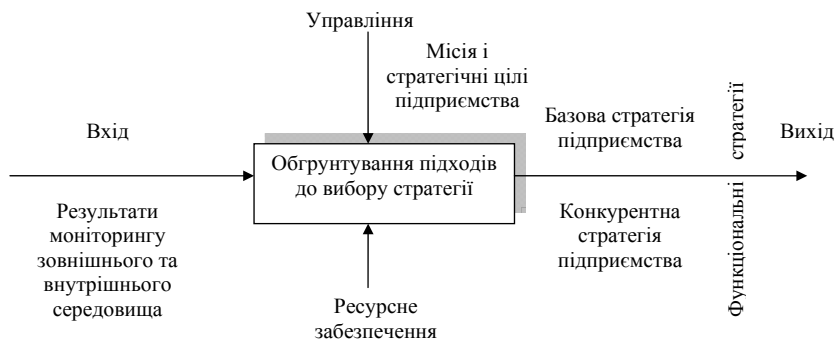 Управління
Місія і
стратегічні цілі
підприємства
Вхід
Результати
моніторингу
зовнішнього та
внутрішнього
середовища
Обгрунтування підходів
до вибору стратегії
Ресурсне
забезпечення
Базова стратегія
підприємства
Конкурентна
стратегія
підприємства
Функціональні стратегії
Вихід